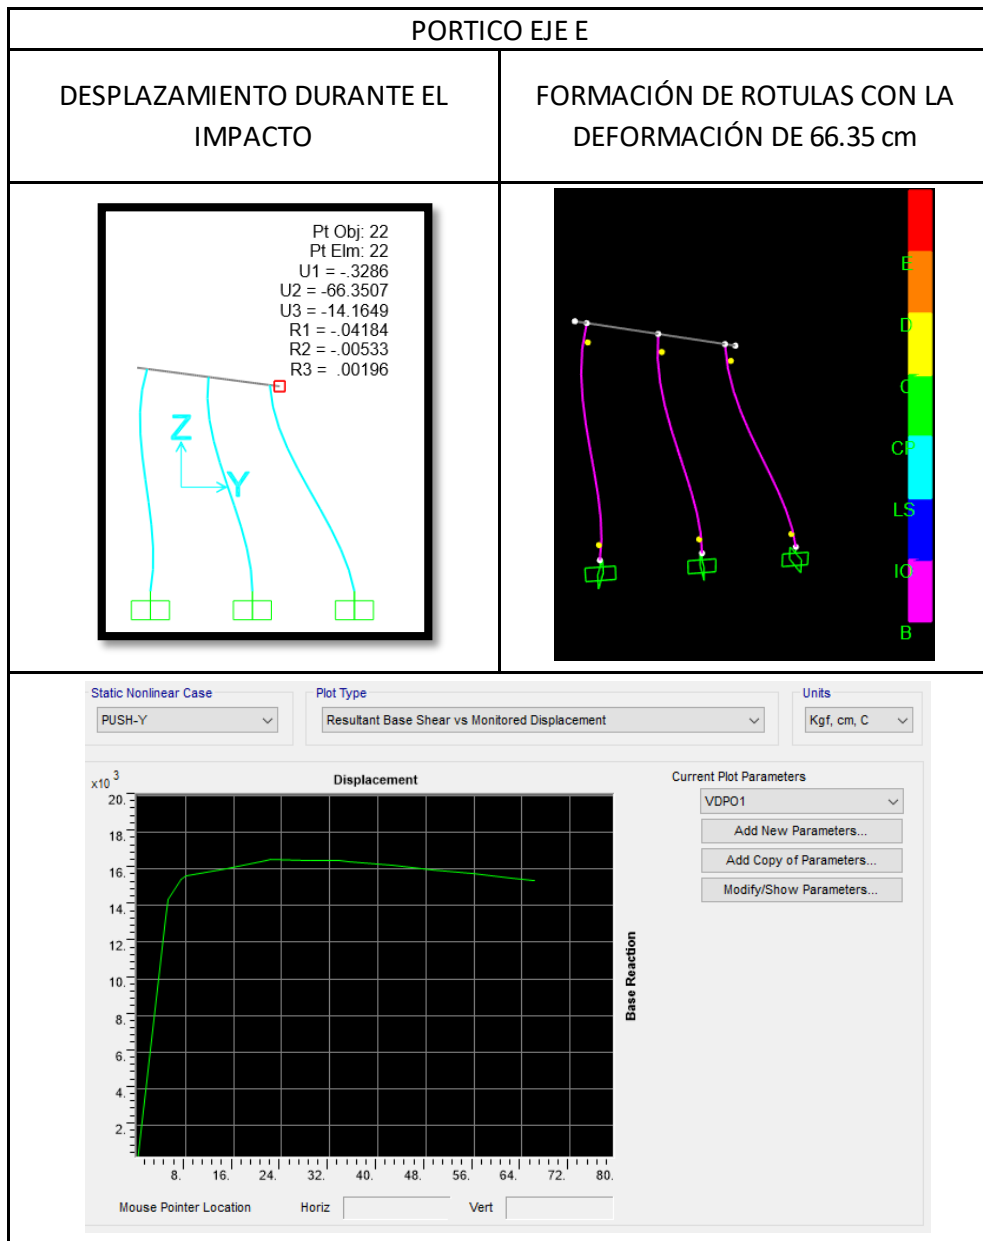 PORTICO EJE E
DESPLAZAMIENTO DURANTE EL
IMPACTO
FORMACIÓN DE ROTULAS CON LA
DEFORMACIÓN DE 66.35 cm
Pt Obj: 22
Pt Elm: 22
U1 = -.3286
U2 = -66.3507
U3 = -14.1649
R1 = -.04184
R2 = -.00533
R3 = .00196
Z
Y
E
D
C
CP
LS
IO
B
Static Nonlinear Case
PUSH-Y
Plot Type
Resultant Base Shear vs Monitored Displacement
Units
Kgf, cm, C
x10 3
Displacement
20.
18.
16.
14.
12.
10.
8.
6.
4.
2.
8. 16. 24. 32. 40. 48. 56. 64. 72. 80.
Base Reaction
Current Plot Parameters
VDPO1
Add New Parameters...
Add Copy of Parameters...
Modify/Show Parameters...
Mouse Pointer Location Horiz Vert